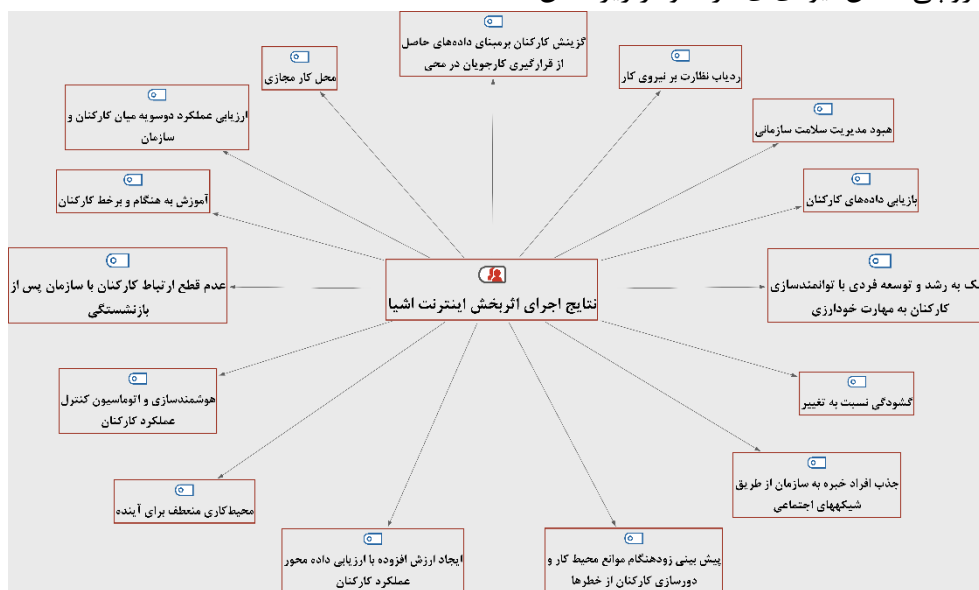 گزینش کارکنان برمبنای داده‌های حاصل
از قرارگیری کارجویان در محی
ردیاب نظارت بر نیروی کار
محل کار مجازی
هبود مدیریت سلامت سازمانی
ارزیابی عملکرد دوسویه میان کارکنان و
سازمان
بازیابی داده‌های کارکنان
آموزش به هنگام و برخط کارکنان
مک به رشد و توسعه فردی با توانمندسازی
کارکنان به مهارت خودارزی
نتایج اجرای اثربخش اینترنت اشیا
عدم قطع ارتباط کارکنان با سازمان پس از
بازنشستگی
گشودگی نسبت به تغییر
هوشمندسازی و اتوماسیون کنترل
عملکرد کارکنان
جذب افراد خبره به سازمان از طریق
شیکههای اجتماعی
محیط‌کاری منعطف برای آینده
پیش بینی زودهنگام موانع محیط کار و
دورسازی کارکنان از خطرها
ایجاد ارزش افزوده با ارزیابی داده محور
عملکرد کارکنان